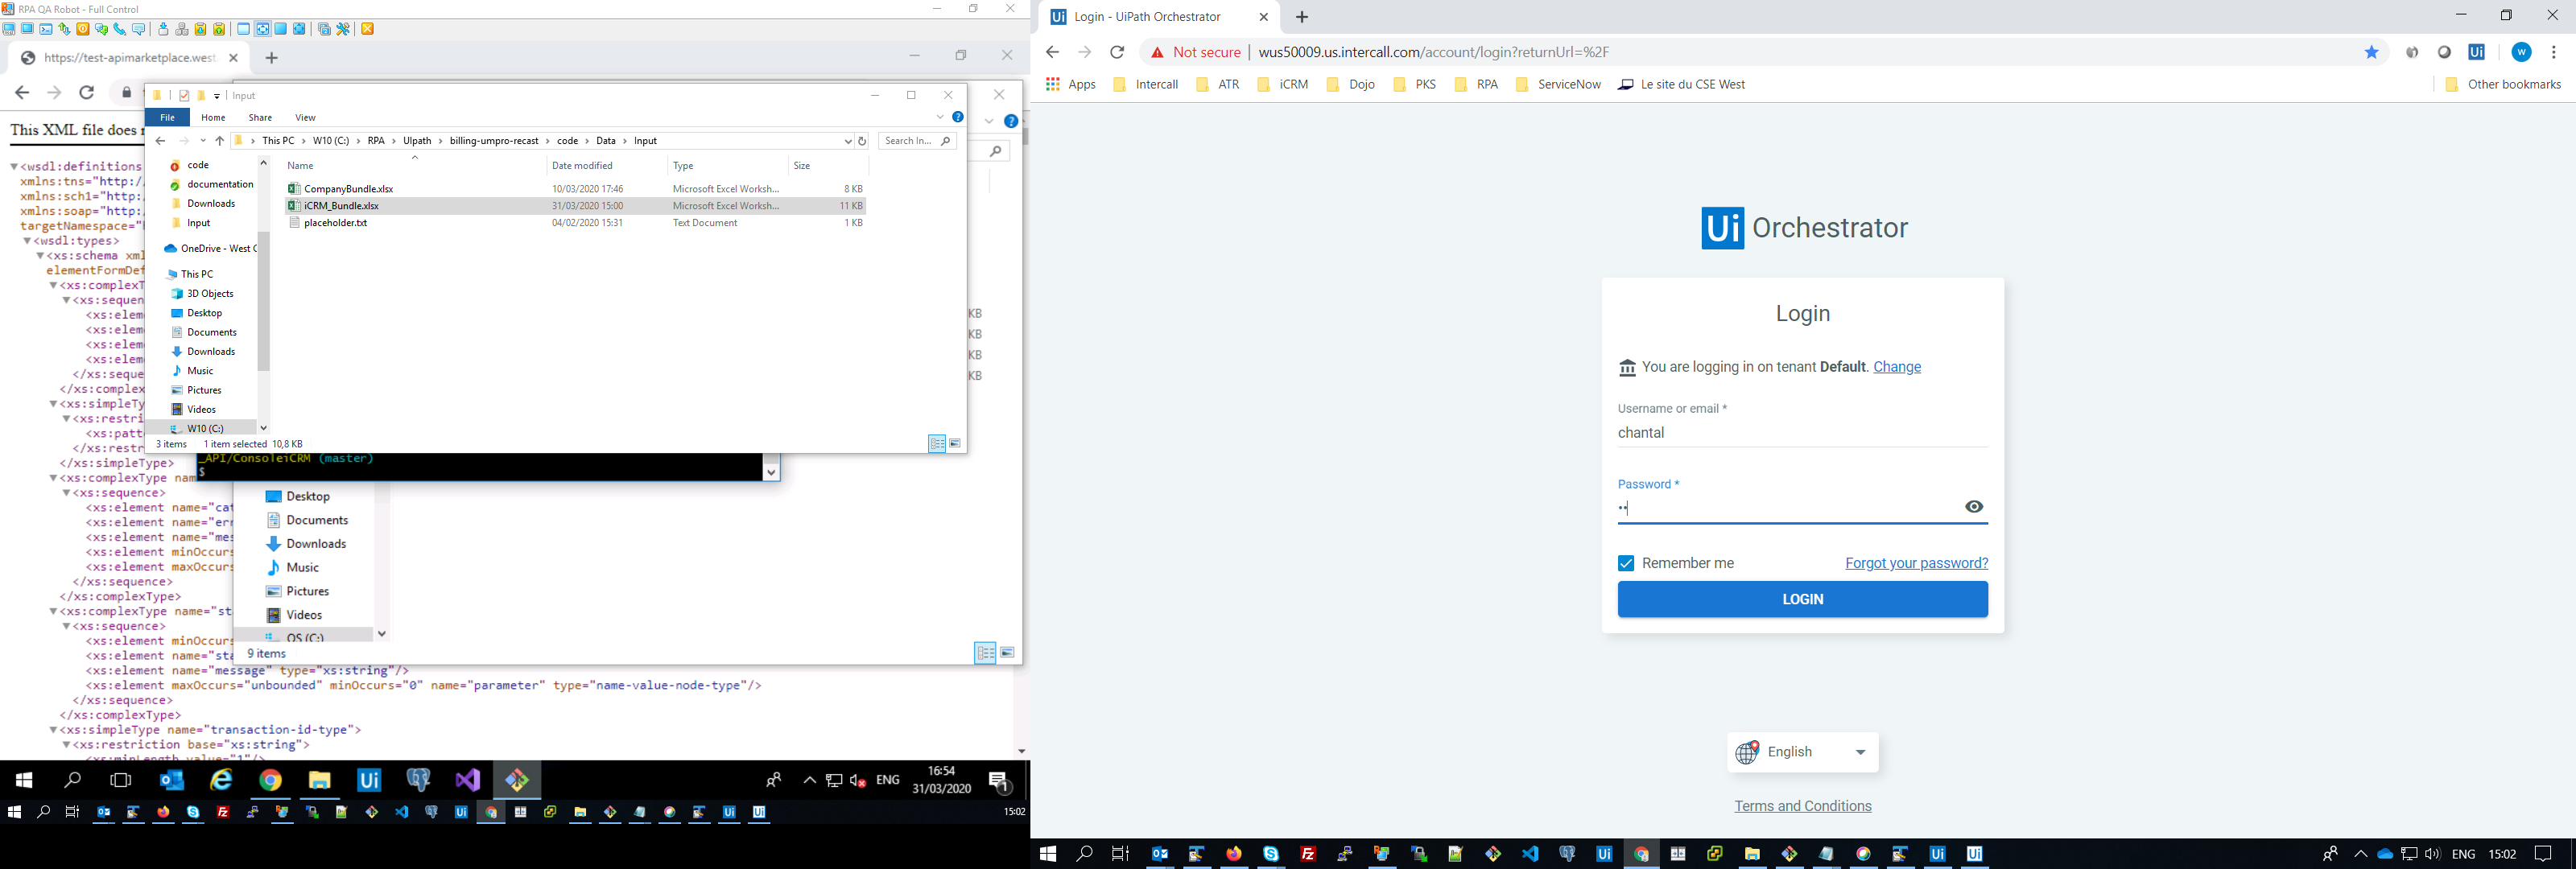 RPA QA Robot - Full Control
https://test-apimarketplace.west.
This XML file does
<wsdl:definitions
xmlns:tns="http:/
xmlns:sch1="http:
xmlns:soap="http:
targetNamespace="
<wsdl:types>
<xs:schema xml
elementFormDef
<xs:complexT
<xs:sequen
<xs:elem
<xs:elem
<xs:elem
<xs:elem
</xs:seque
</xs:complex
<xs:simpleTy
<xs:restri
<xs:patt
</xs:restr
</xs:simpleType>
<xs:complexType nam
<xs:sequence>
<xs:element name="cat
<xs:element name="err
<xs:element name="mes
<xs:element minOccurs
<xs:element maxOccurs
</xs:sequence>
</xs:complexType>
<xs:complexType name="st
<xs:sequence>
<xs:element minOccurs
<xs:element name="sta
<xs:element name="message" type="xs:string"/>
<xs:element maxOccurs="unbounded" minOccurs="0" name="parameter" type="name-value-node-type"/>
</xs:sequence>
</xs:complexType>
<xs:simpleType name="transaction-id-type">
<xs:restriction base="xs:string">
<xs:minLength value="1"/>
Input
File Home Share View
This PC > W10 (C:) > RPA > UIpath > billing-umpro-recast > code > Data > Input
Search In...
Name Date modified Type Size
CompanyBundle.xlsx 10/03/2020 17:46 Microsoft Excel Worksh... 8 KB
iCRM_Bundle.xlsx 31/03/2020 15:00 Microsoft Excel Worksh... 11 KB
placeholder.txt 04/02/2020 15:31 Text Document 1 KB
code
documentation
Downloads
Input
OneDrive - West C
This PC
3D Objects
Desktop
Documents
Downloads
Music
Pictures
Videos
W10 (C:)
3 items 1 item selected 10,8 KB
KB
KB
KB
KB
_API/ConsoleiCRM (master)
$
Desktop
Documents
Downloads
Music
Pictures
Videos
OS (C:)
9 items
ENG
16:54
31/03/2020
1
15:02
Login - UiPath Orchestrator
Not secure | wus50009.us.intercall.com/account/login?returnUrl=%2F
Ui
W
Apps Intercall ATR iCRM Dojo PKS RPA ServiceNow Le site du CSE West Other bookmarks
Ui Orchestrator
Login
You are logging in on tenant Default. Change
Username or email *
chantal
Password *
••
Remember me Forgot your password?
LOGIN
English
Terms and Conditions
ENG 15:02